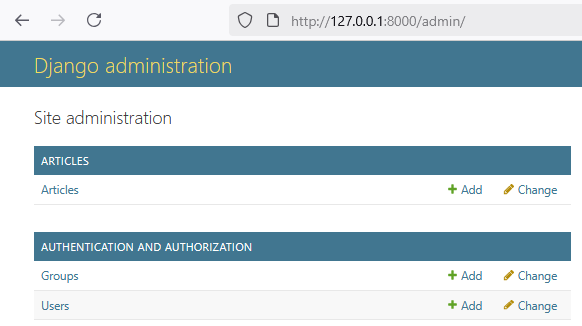 http://127.0.0.1:8000/admin/
Django administration
Site administration
ARTICLES
Articles Add Change
AUTHENTICATION AND AUTHORIZATION
Groups Add Change
Users Add Change